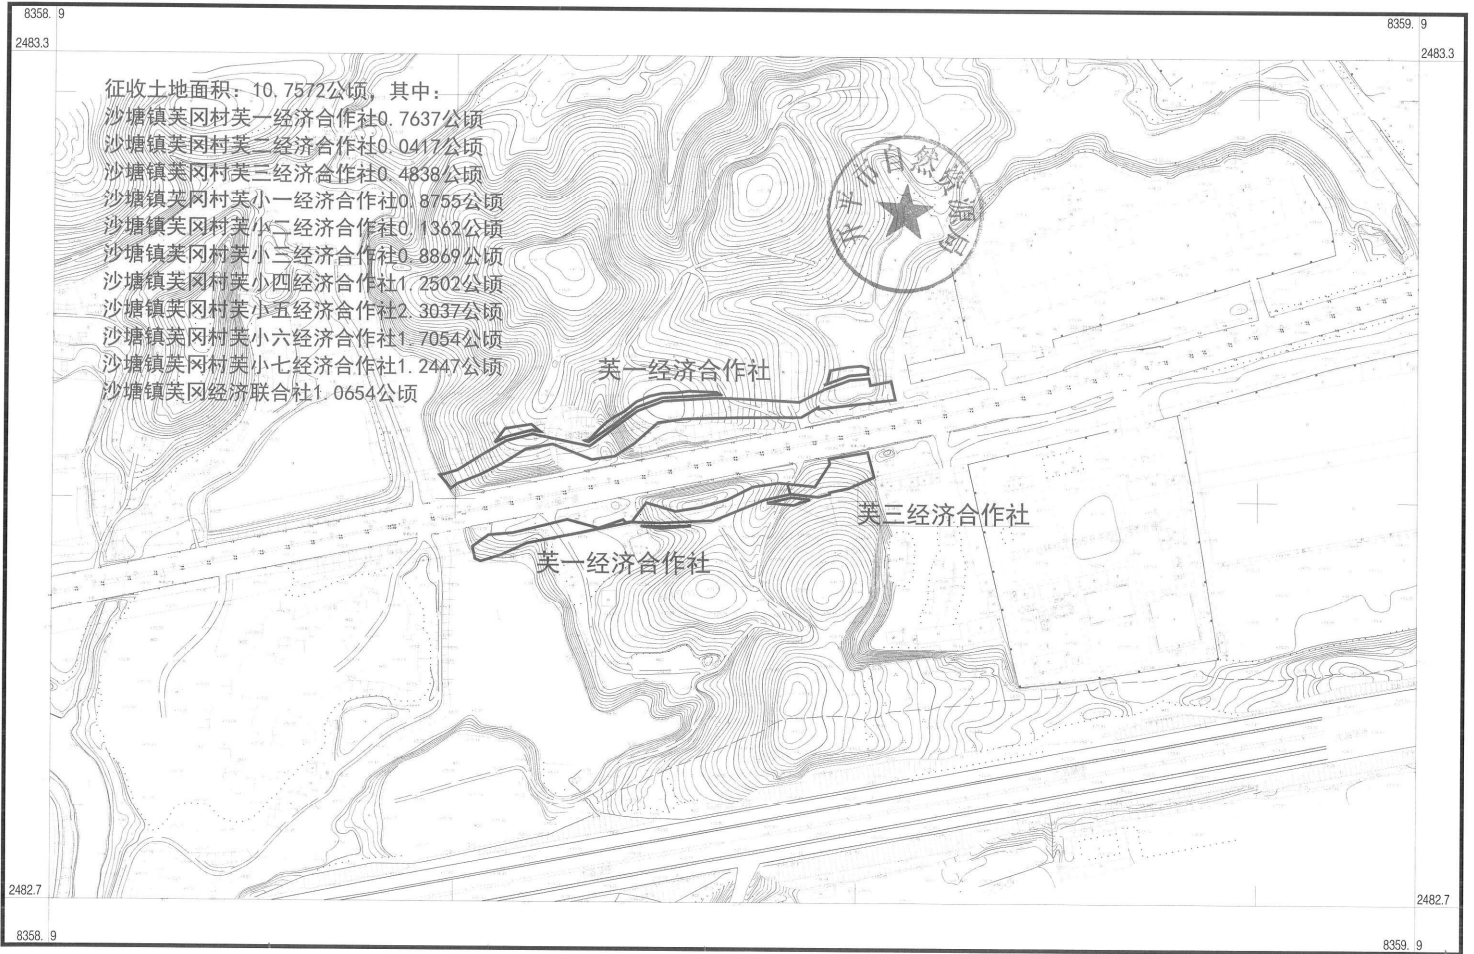 8358. 9
8359. 9
2483.3
2483.3
征收土地面积：10.7572公顷，其中：
沙塘镇芙冈村芙一经济合作社0.7637公顷
沙塘镇芙冈村芙二经济合作社0.0417公顷
沙塘镇芙冈村芙三经济合作社0.4838公顷
沙塘镇芙冈村芙小一经济合作社0.8755公顷
沙塘镇芙冈村芙小二经济合作社0.1362公顷
沙塘镇芙冈村芙小三经济合作社0.8869公顷
沙塘镇芙冈村芙小四经济合作社1.2502公顷
沙塘镇芙冈村芙小五经济合作社2.3037公顷
沙塘镇芙冈村芙小六经济合作社1.7054公顷
沙塘镇芙冈村芙小七经济合作社1.2447公顷
沙塘镇芙冈经济联合社1.0654公顷
开平市自然资源局
芙一经济合作社
芙三经济合作社
芙一经济合作社
2482.7
2482.7
8358. 9
8359. 9